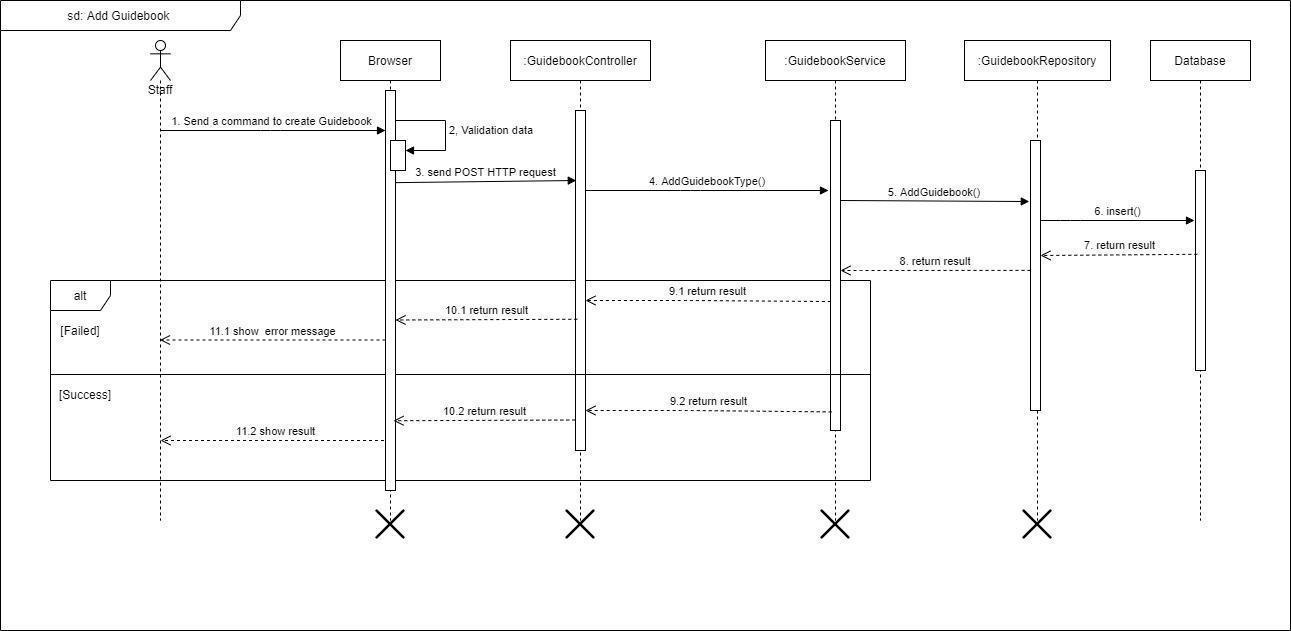 sd: Add Guidebook
Staff
Browser
:GuidebookController
:GuidebookService
:GuidebookRepository
Database
1. Send a command to create Guidebook
2, Validation data
3. send POST HTTP request
4. AddGuidebookType()
5. AddGuidebook()
6. insert()
7. return result
8. return result
alt
9.1 return result
10.1 return result
[Failed]
11.1 show  error message
[Success]
9.2 return result
10.2 return result
11.2 show result